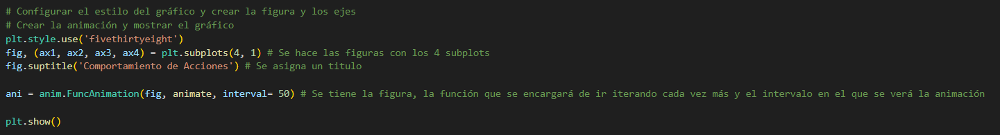 # Configurar el estilo del gráfico y crear la figura y los ejes
# Crear la animación y mostrar el gráfico
plt.style.use('fivethirtyeight')
fig, (ax1, ax2, ax3, ax4) = plt.subplots(4, 1) # Se hace las figuras con los 4 subplots
fig.suptitle('Comportamiento de Acciones') # Se asigna un titulo
ani = anim.FuncAnimation(fig, animate, interval= 50) # Se tiene la figura, la función que se encargará de ir iterando cada vez más y el intervalo en el que se verá la animación
plt.show()